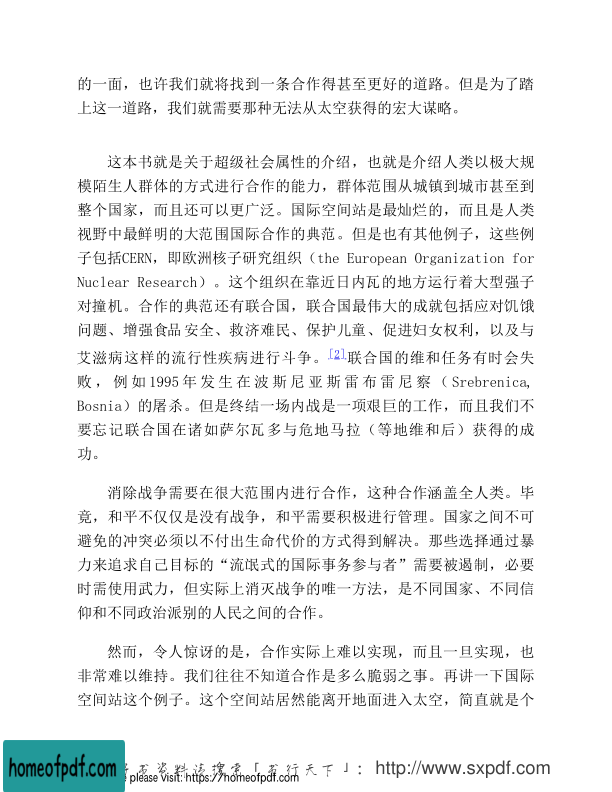 的一面，也许我们就将找到一条合作得甚至更好的道路。但是为了踏
上这一道路，我们就需要那种无法从太空获得的宏大谋略。
这本书就是关于超级社会属性的介绍，也就是介绍人类以极大规
模陌生人群体的方式进行合作的能力，群体范围从城镇到城市甚至到
整个国家，而且还可以更广泛。国际空间站是最灿烂的，而且是人类
视野中最鲜明的大范围国际合作的典范。但是也有其他例子，这些例
子包括CERN，即欧洲核子研究组织（the European Organization for
Nuclear Research）。这个组织在靠近日内瓦的地方运行着大型强子
对撞机。合作的典范还有联合国，联合国最伟大的成就包括应对饥饿
问题、增强食品安全、救济难民、保护儿童、促进妇女权利，以及与
艾滋病这样的流行性疾病进行斗争。[2]联合国的维和任务有时会失
败，例如1995年发生在波斯尼亚斯雷布雷尼察（Srebrenica,
Bosnia）的屠杀。但是终结一场内战是一项艰巨的工作，而且我们不
要忘记联合国在诸如萨尔瓦多与危地马拉（等地维和后）获得的成
功。
消除战争需要在很大范围内进行合作，这种合作涵盖全人类。毕
竟，和平不仅仅是没有战争，和平需要积极进行管理。国家之间不可
避免的冲突必须以不付出生命代价的方式得到解决。那些选择通过暴
力来追求自己目标的“流氓式的国际事务参与者”需要被遏制，必要
时需使用武力，但实际上消灭战争的唯一方法，是不同国家、不同信
仰和不同政治派别的人民之间的合作。
然而，令人惊讶的是，合作实际上难以实现，而且一旦实现，也
非常难以维持。我们往往不知道合作是多么脆弱之事。再讲一下国际
空间站这个例子。这个空间站居然能离开地面进入太空，简直就是个
书资料请搜索「书行天下」：http://www.sxpdf.com
homeofpdf.com
please visit: https://homeofpdf.com